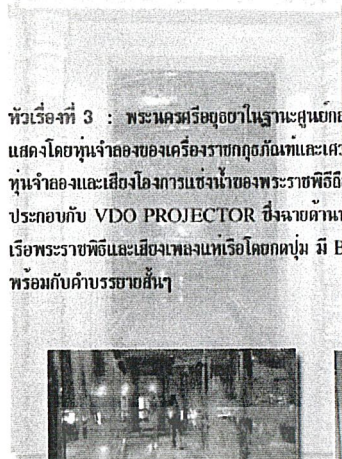 หัวเรื่องที่ 3 : พระนครศรีอยุธยาในฐานะศูนย์กล
แสดงโดยหุ่นจำลองของเครื่องราชกกุธภัณฑ์และเศว
หุ่นจำลองและเสียงโองการแช่งน้ำของพระราชพิธีถื
ประกอบกับ VDO PROJECTOR ซึ่งฉายด้านห
เรือพระราชพิธีและเสียงเพลงแห่เรือโดยกดปุ่ม มี B
พร้อมกับคำบรรยายสั้นๆ